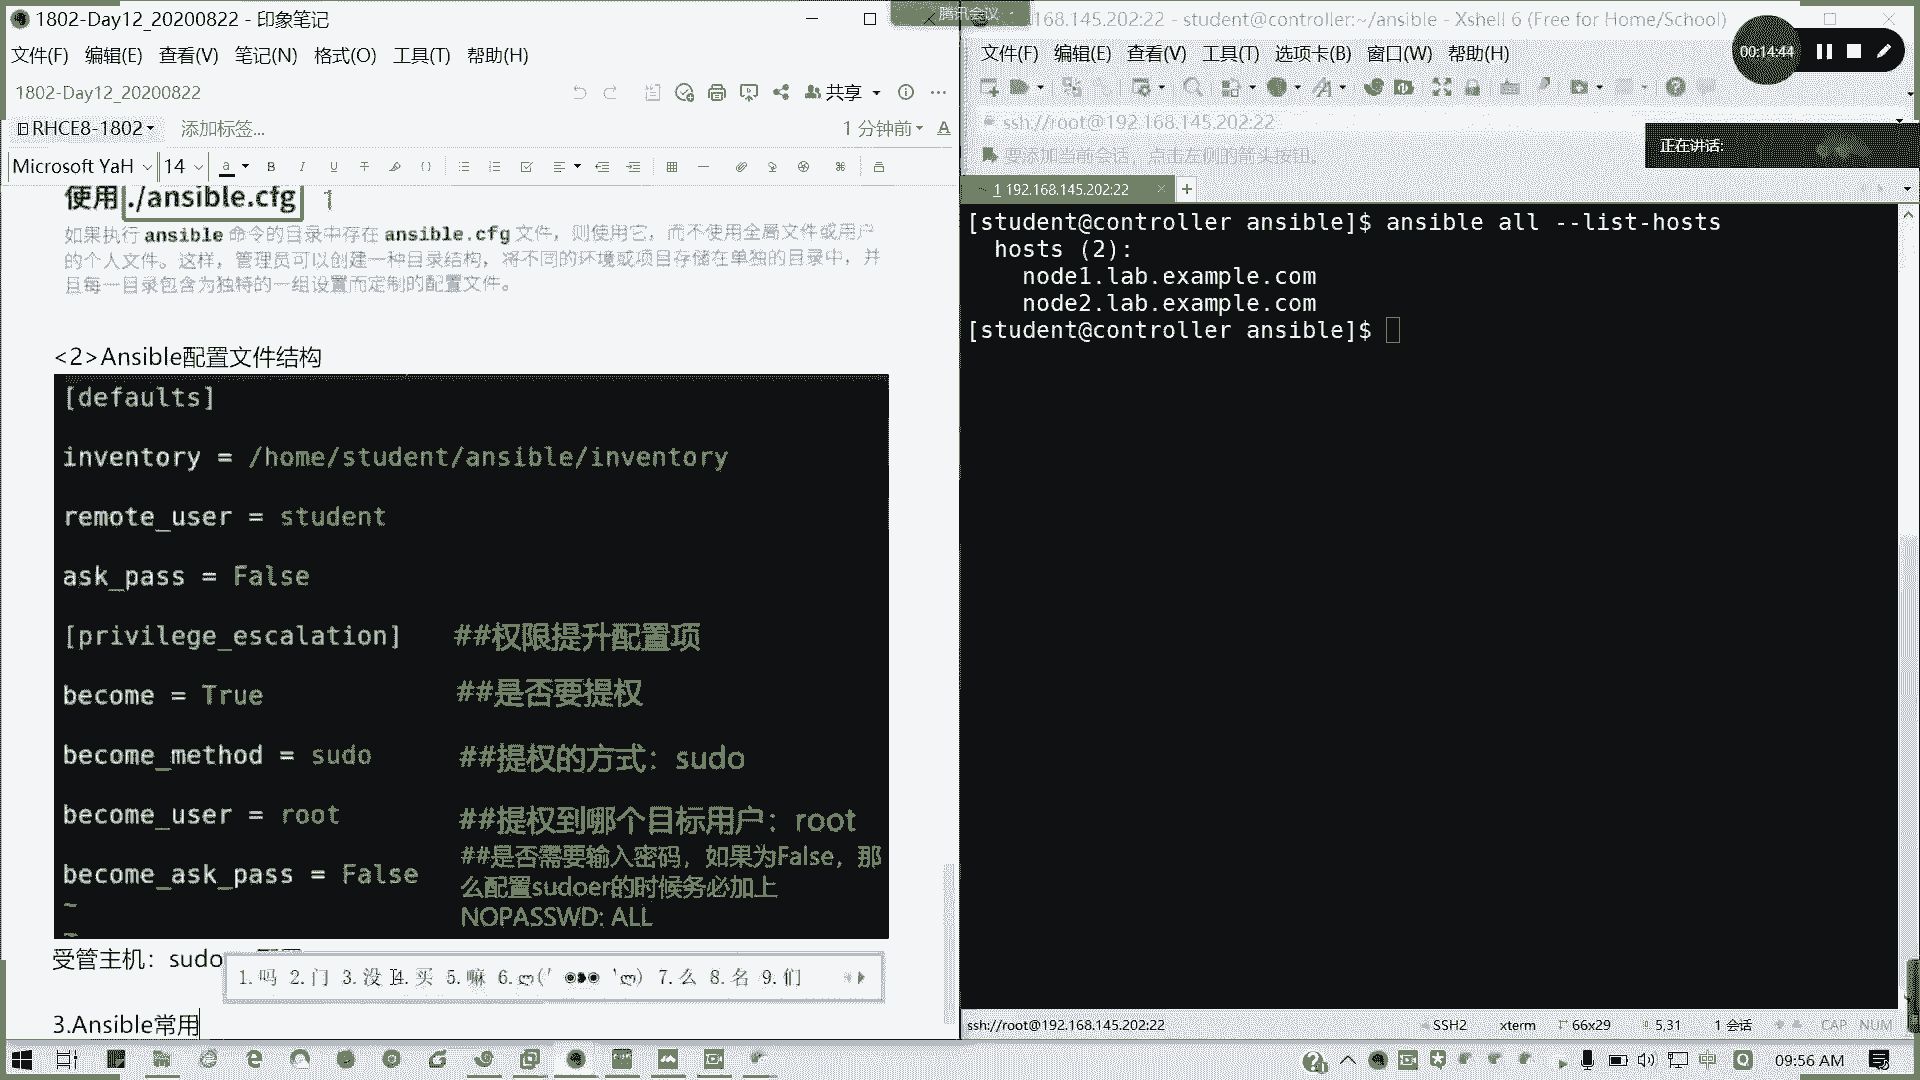 1802-Day12_20200822 - 印象笔记
文件(F) 编辑(E) 查看(V) 笔记(N) 格式(O) 工具(T) 帮助(H)
1802-Day12_20200822
共享
RHCE8-1802
添加标签...
1 分钟前
Microsoft YaH 14
使用 ./ansible.cfg 1
如果执行 ansible 命令的目录中存在 ansible.cfg 文件，则使用它，而不使用全局文件或用户
的个人文件。这样，管理员可以创建一种目录结构，将不同的环境或项目存储在单独的目录中，并
且每一目录包含为独特的一组设置而定制的配置文件。
<2>Ansible配置文件结构
[defaults]
inventory = /home/student/ansible/inventory
remote_user = student
ask_pass = False
[privilege_escalation] ##权限提升配置项
become = True ##是否要提权
become_method = sudo ##提权的方式：sudo
become_user = root ##提权到哪个目标用户：root
become_ask_pass = False ##是否需要输入密码，如果为False，那
么配置sudoer的时候务必加上
NOPASSWD: ALL
~
受管主机：sudo
1.吗 2.门 3.没 4.买 5.嘛 6.ლ(′◉❥◉｀ლ) 7.么 8.名 9.们
3.Ansible常用
腾讯会议
168.145.202:22 - student@controller:~/ansible - Xshell 6 (Free for Home/School)
文件(F) 编辑(E) 查看(V) 工具(T) 选项卡(B) 窗口(W) 帮助(H)
00:14:44
ssh://root@192.168.145.202:22
要添加当前会话，点击左侧的箭头按钮。
正在讲话:
1 192.168.145.202:22
[student@controller ansible]$ ansible all --list-hosts
hosts (2):
node1.lab.example.com
node2.lab.example.com
[student@controller ansible]$
ssh://root@192.168.145.202:22 SSH2 xterm 66x29 5,31 1 会话 CAP NUM
中
09:56 AM